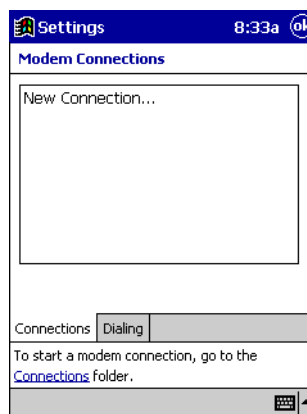 Settings 8:33a ok
Modem Connections
New Connection...
Connections Dialing
To start a modem connection, go to the
Connections folder.